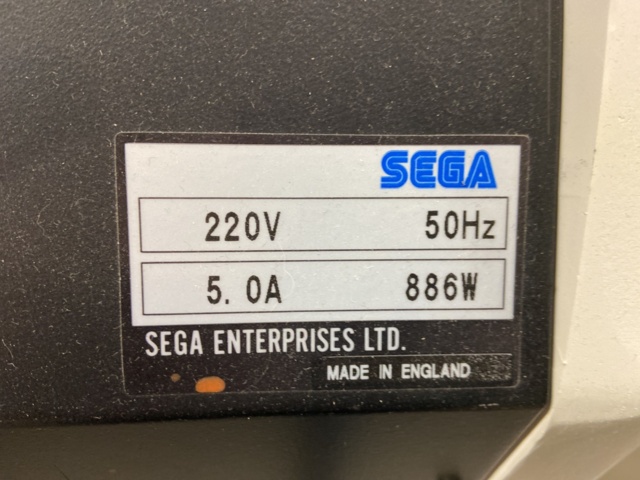 SEGA
220V 50Hz
5.0A 886W
SEGA ENTERPRISES LTD.
MADE IN ENGLAND